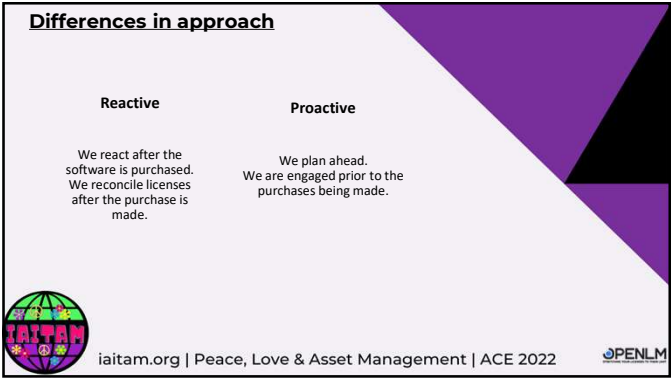 Differences in approach
Reactive
We react after the
software is purchased.
We reconcile licenses
after the purchase is
made.
Proactive
We plan ahead.
We are engaged prior to the
purchases being made.
IAITAM
iaitam.org | Peace, Love & Asset Management | ACE 2022
OPENLM